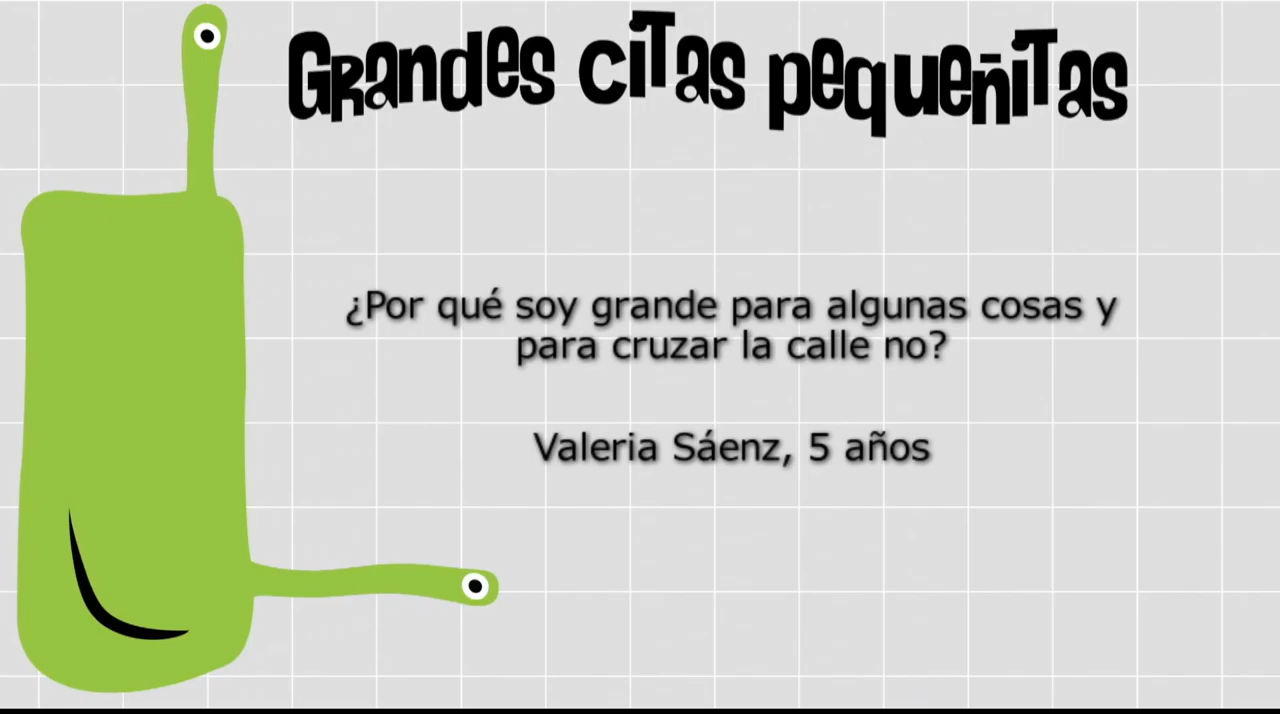 Grandes citas pequeñitas
¿Por qué soy grande para algunas cosas y
para cruzar la calle no?
Valeria Sáenz, 5 años